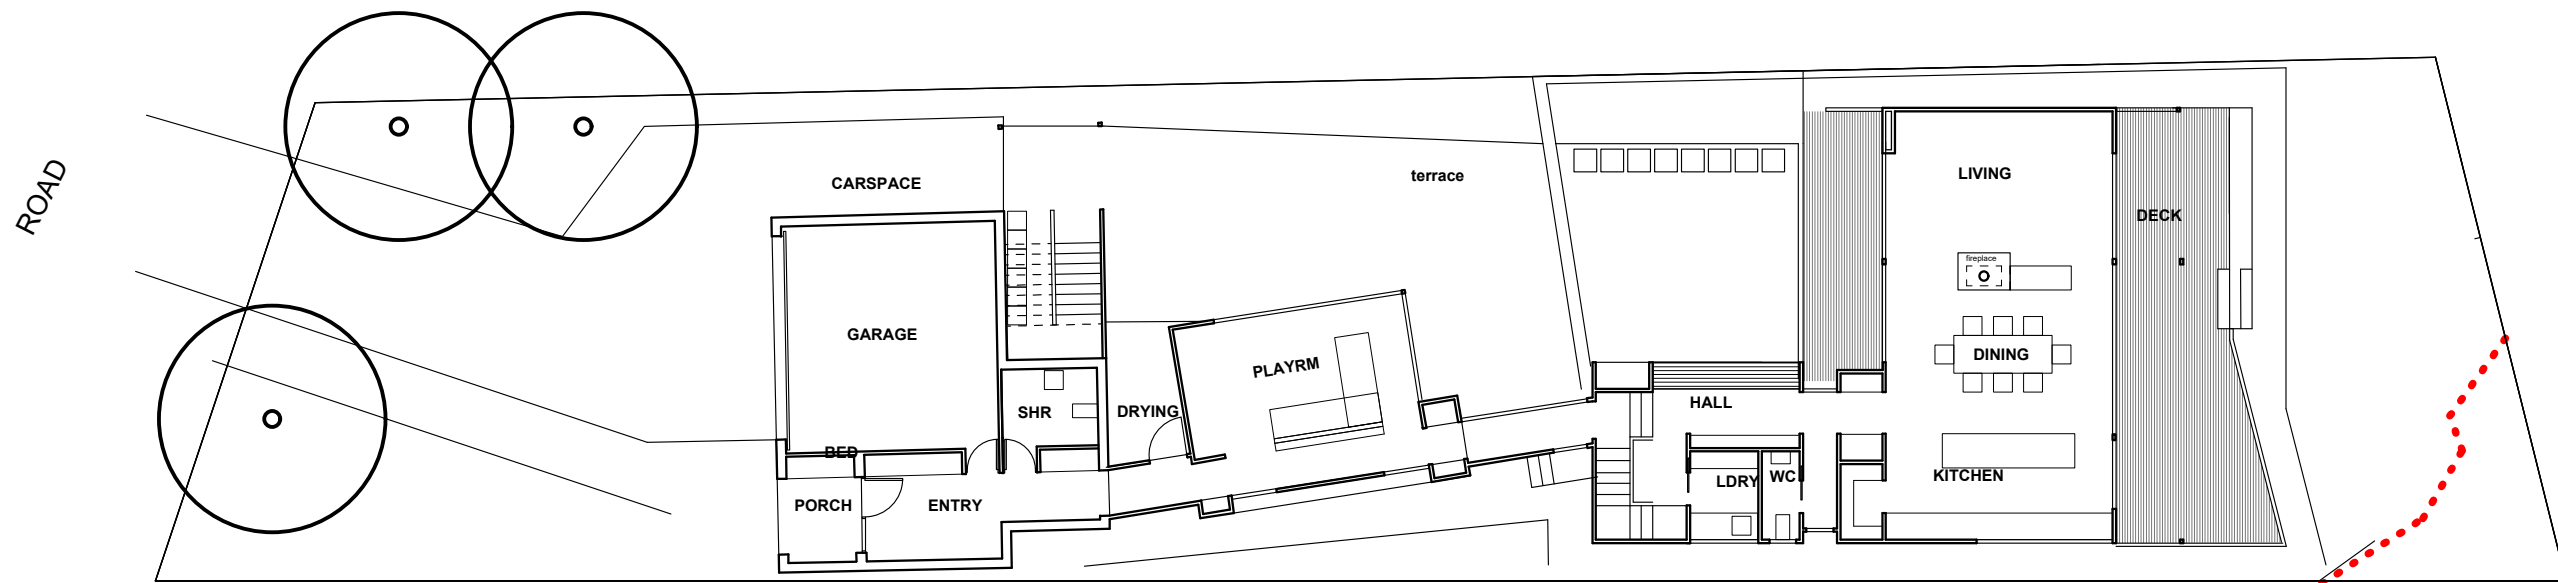 ROAD
CARSPACE
terrace
LIVING
DECK
fireplace
GARAGE
DINING
PLAYRM
SHR
DRYING
HALL
BED
KITCHEN
WC
LDRY
PORCH
ENTRY